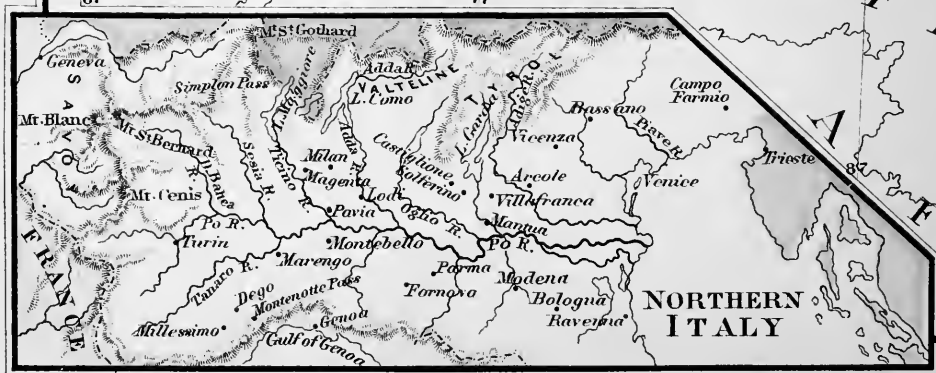 Mt. St. Gothard
Geneva
SAVOY
Simplon Pass
L. Maggiore
Adda R.
VALTELINE
L. Como
TYROL
L. Garda
Adige R.
Campo
Farmio
Mt. Blanc
Mt. St. Bernard
D. Baltea
R.
Sesia R.
Ticino R.
Adda R.
Castiglione
Solferino
Bassano
Piave R.
Vicenza
Trieste
Milan
Magenta
Arcole
Venice
Mt. Cenis
Lodi
Oglio R.
Villafranca
Pavia
Mantua
Po R.
Po R.
Turin
Montebello
FRANCE
Marengo
Parma
Modena
Tanaro R.
Dego
Montenotte Pass
Fornova
Bologna
Ravenna
Millessimo
Genoa
Gulf of Genoa
NORTHERN
ITALY
A
F